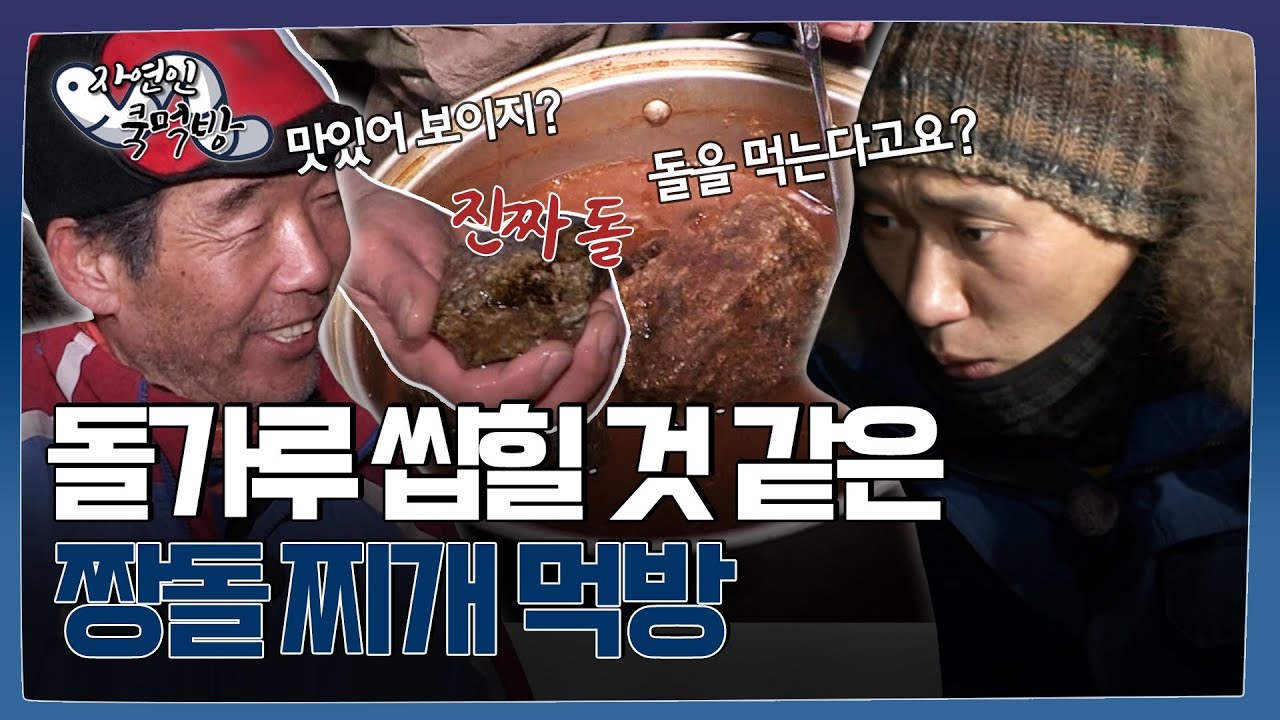 자연인
쿡먹방
맛있어 보이지?
돌을 먹는다고요?
진짜 돌
돌가루 씹힐 것 같은
짱돌 찌개 먹방